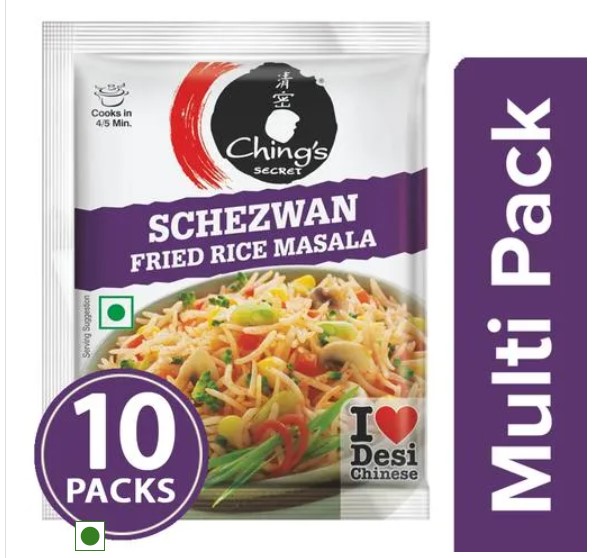 Cooks in
4/5 Min.
清
密
Ching's
SECRET
®
SCHEZWAN
FRIED RICE MASALA
Serving Suggestion
10
PACKS
I ❤
Desi
Chinese
Multi Pack